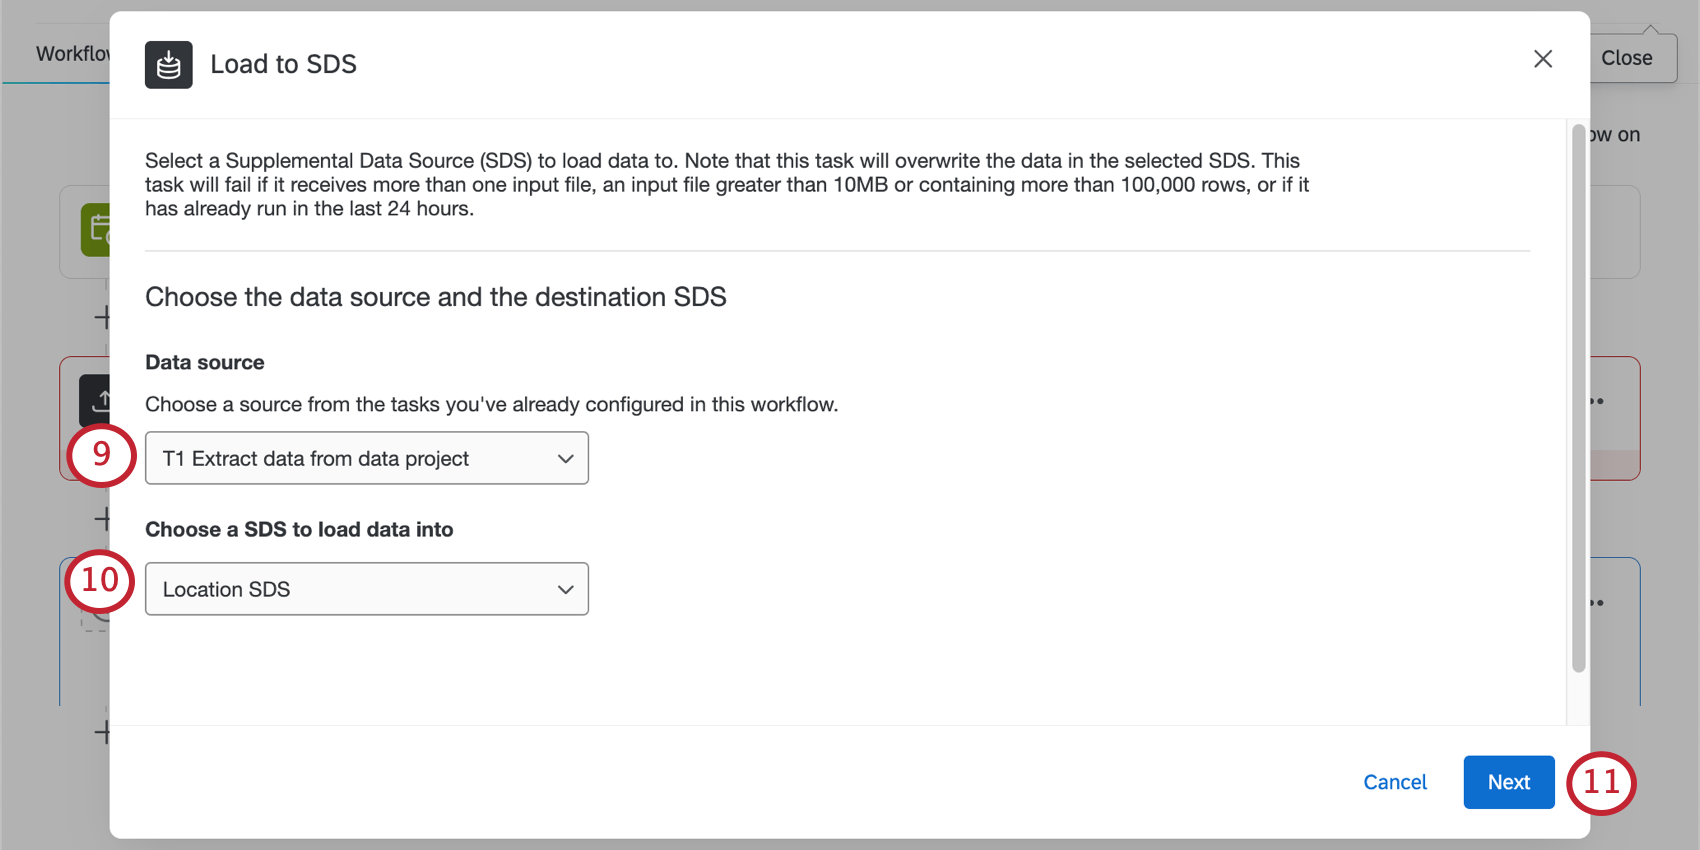 Workflow
Load to SDS
Close
ow on
Select a Supplemental Data Source (SDS) to load data to. Note that this task will overwrite the data in the selected SDS. This
task will fail if it receives more than one input file, an input file greater than 10MB or containing more than 100,000 rows, or if it
has already run in the last 24 hours.
Choose the data source and the destination SDS
Data source
Choose a source from the tasks you've already configured in this workflow.
9
T1 Extract data from data project
Choose a SDS to load data into
10
Location SDS
Cancel
Next
11